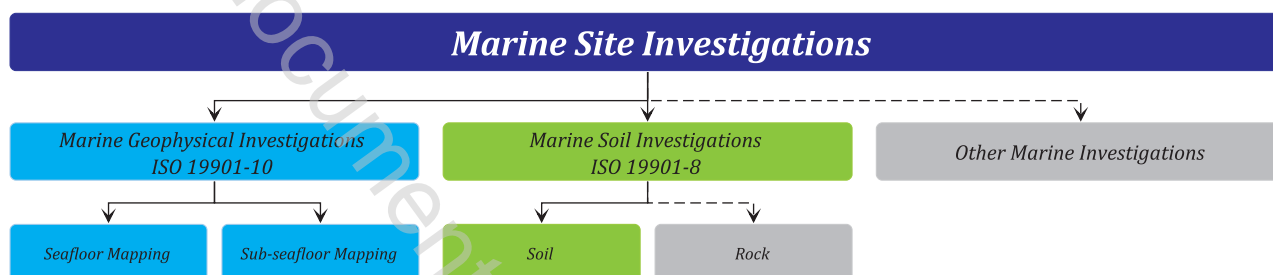 Marine Site Investigations
Marine Geophysical Investigations
ISO 19901-10
Marine Soil Investigations
ISO 19901-8
Other Marine Investigations
Seafloor Mapping
Sub-seafloor Mapping
Soil
Rock
ocument